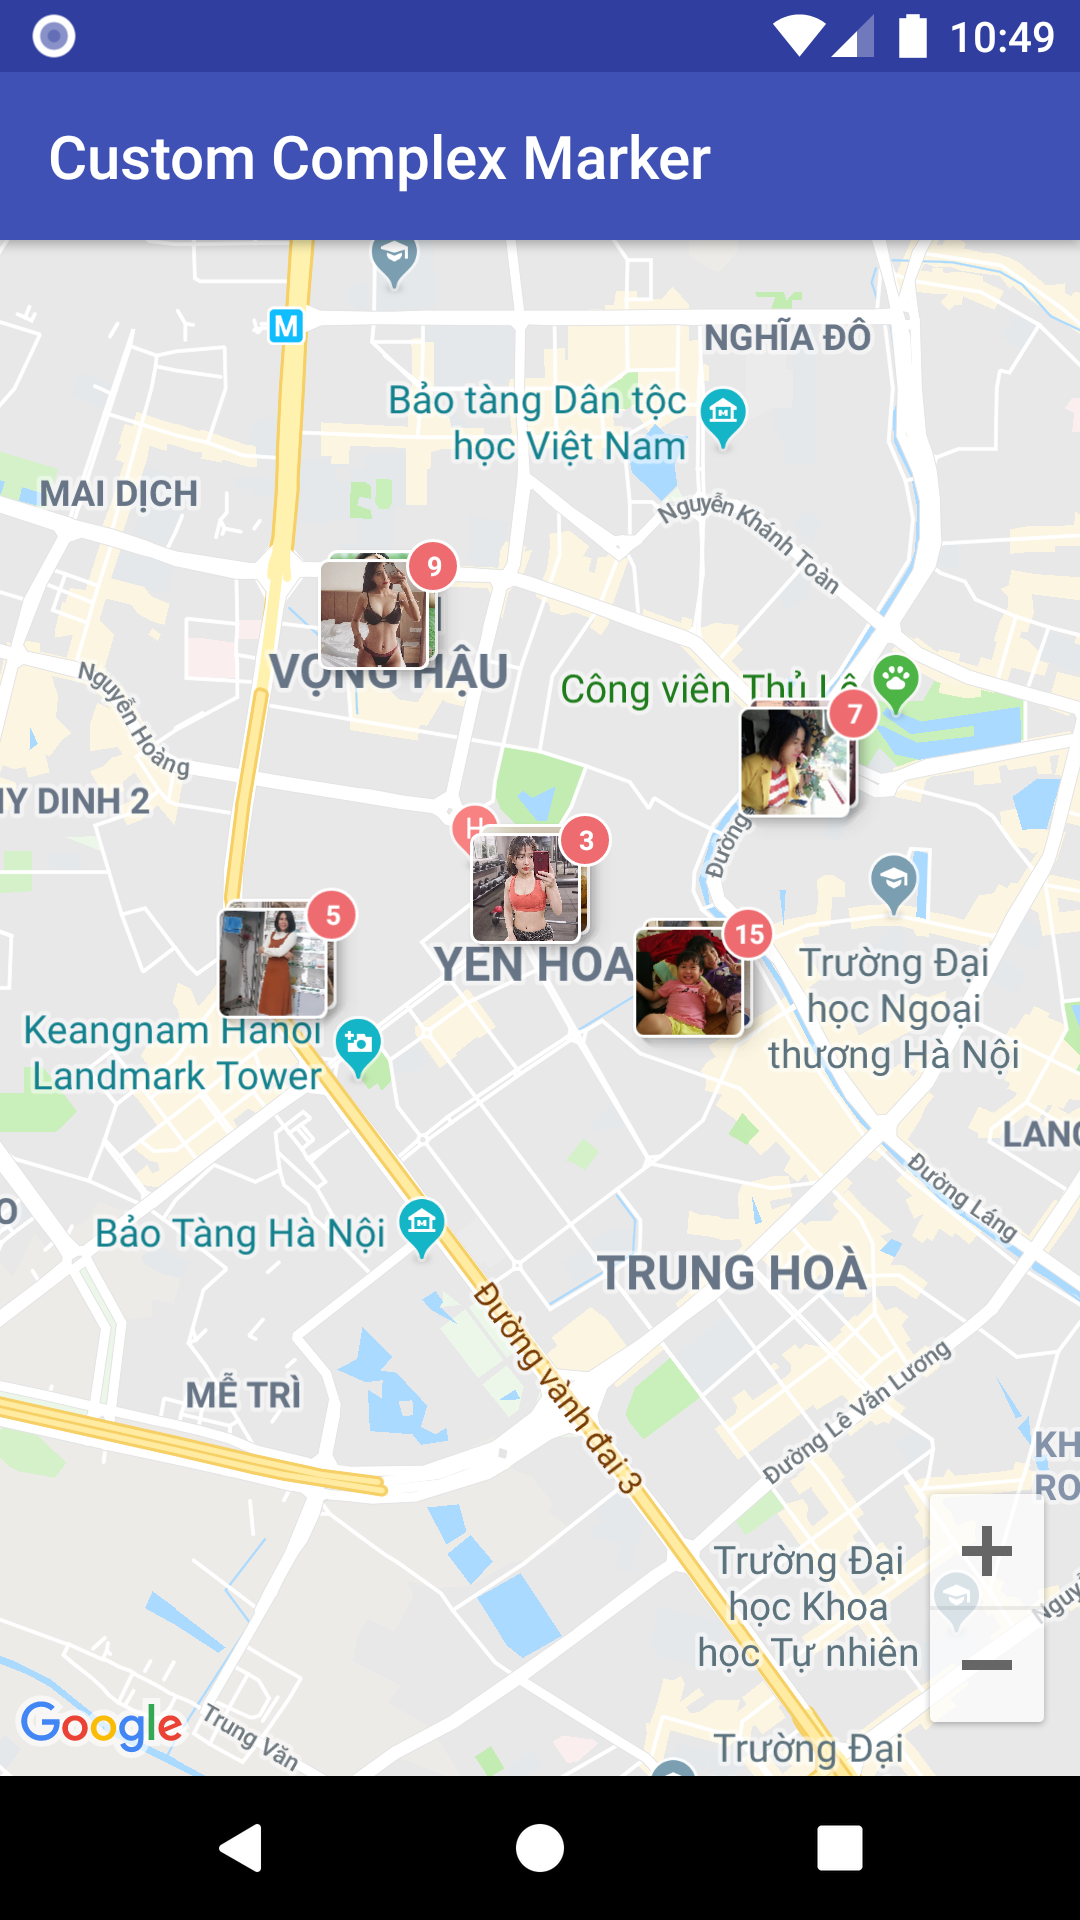 10:49
Custom Complex Marker
M
NGHĨA ĐÔ
Bảo tàng Dân tộc
học Việt Nam
MAI DỊCH
Nguyễn Khánh Toàn
9
VỌNG HẬU
Nguyễn Hoàng
Công viên Thủ Lệ
7
MY DINH 2
H
3
Đường
5
15
YEN HOA
Trường Đại
học Ngoại
thương Hà Nội
Keangnam Hanoi
Landmark Tower
LANG
Đường Láng
Bảo Tàng Hà Nội
TRUNG HOÀ
Đường vành đai 3
MỄ TRÌ
Đường Lê Văn Lương
KH
RO
Trường Đại
học Khoa
học Tự nhiên
Nguy
Google
Trung Văn
Trường Đại